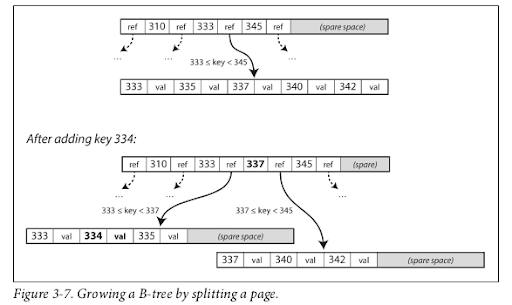 ref 310 ref 333 ref 345 ref (spare space)
... ...
333 ≤ key < 345
333 val 335 val 337 val 340 val 342 val
After adding key 334:
ref 310 ref 333 ref 337 ref 345 ref (spare)
... ... ...
333 ≤ key < 337 337 ≤ key < 345
333 val 334 val 335 val (spare space)
337 val 340 val 342 val (spare space)
Figure 3-7. Growing a B-tree by splitting a page.